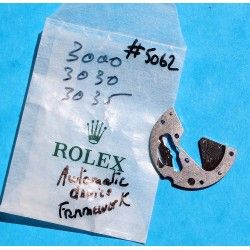 #5062
3000
3030
3035
ROLEX
Automatic
device
Framework